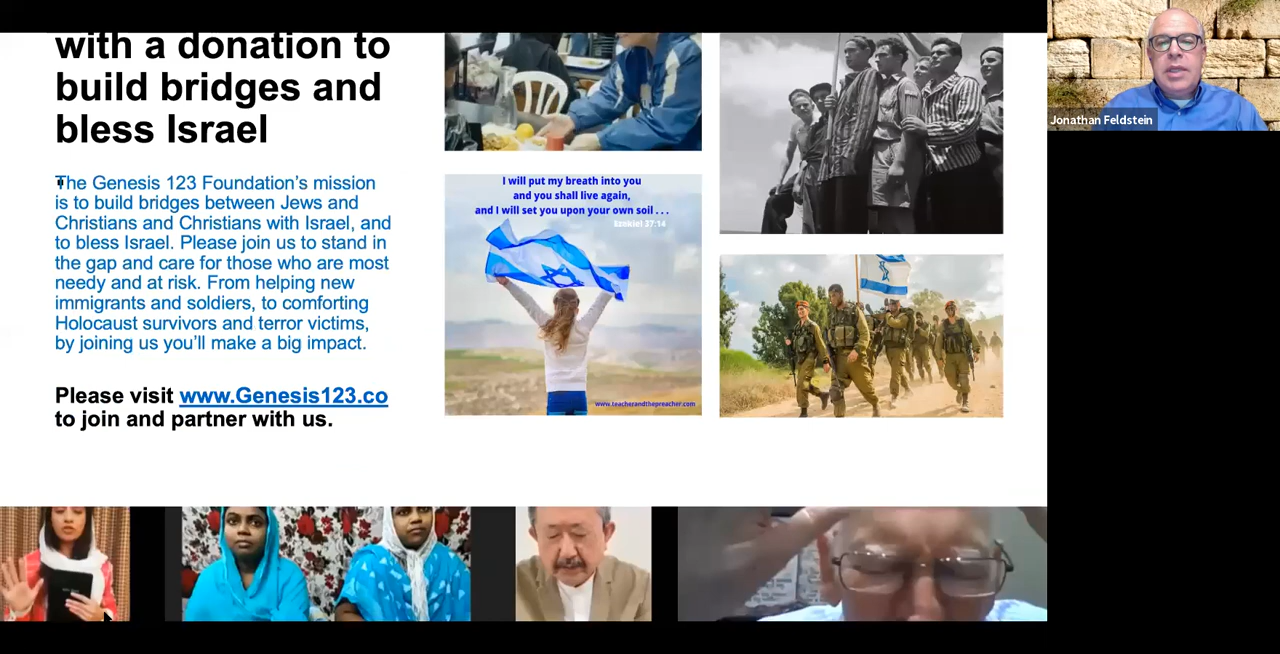 with a donation to
build bridges and
bless Israel
The Genesis 123 Foundation's mission
is to build bridges between Jews and
Christians and Christians with Israel, and
to bless Israel. Please join us to stand in
the gap and care for those who are most
needy and at risk. From helping new
immigrants and soldiers, to comforting
Holocaust survivors and terror victims,
by joining us you'll make a big impact.
Please visit www.Genesis123.co
to join and partner with us.
I will put my breath into you
and you shall live again,
and I will set you upon your own soil . . .
Ezekiel 37:14
www.teacherandthepreacher.com
Jonathan Feldstein